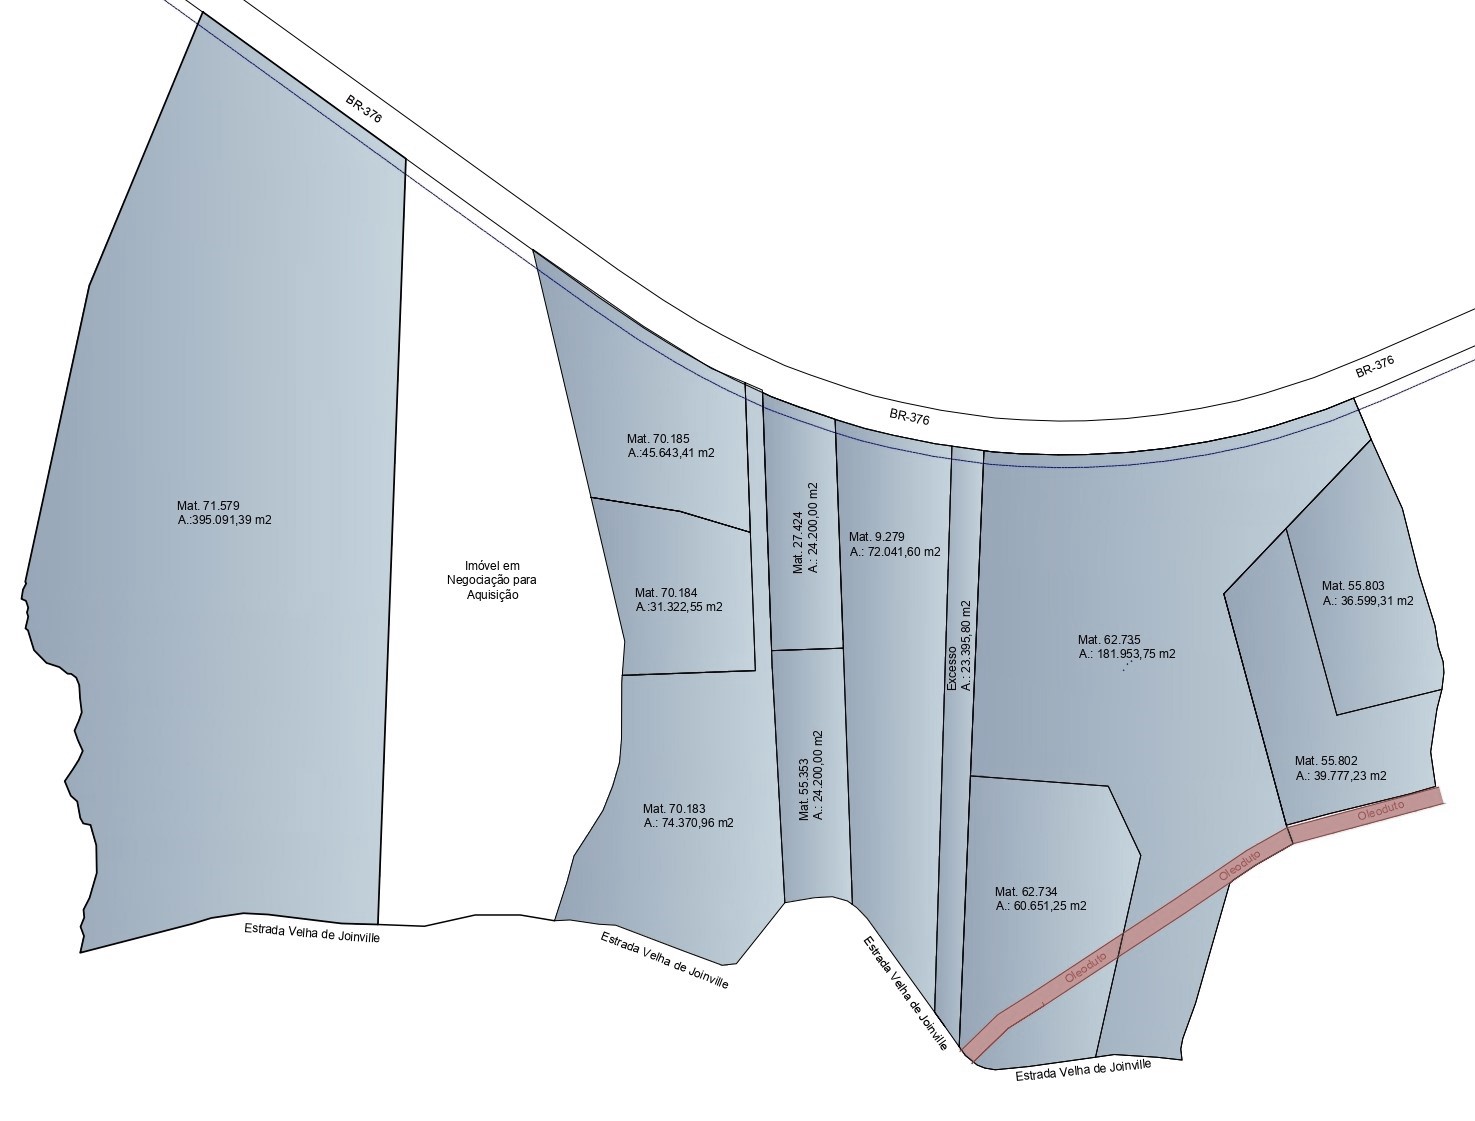 BR-376
BR-376
BR-376
Mat. 71.579
A.:395.091,39 m2
Imóvel em
Negociação para
Aquisição
Mat. 70.185
A.:45.643,41 m2
Mat. 70.184
A.:31.322,55 m2
Mat. 70.183
A.: 74.370,96 m2
Mat. 27.424
A.: 24.200,00 m2
Mat. 55.353
A.: 24.200,00 m2
Mat. 9.279
A.: 72.041,60 m2
Excesso
A.: 23.395,80 m2
Mat. 62.735
A.: 181.953,75 m2
Mat. 62.734
A.: 60.651,25 m2
Mat. 55.803
A.: 36.599,31 m2
Mat. 55.802
A.: 39.777,23 m2
Oleoduto
Oleoduto
Oleoduto
Estrada Velha de Joinville
Estrada Velha de Joinville
Estrada Velha de Joinville
Estrada Velha de Joinville